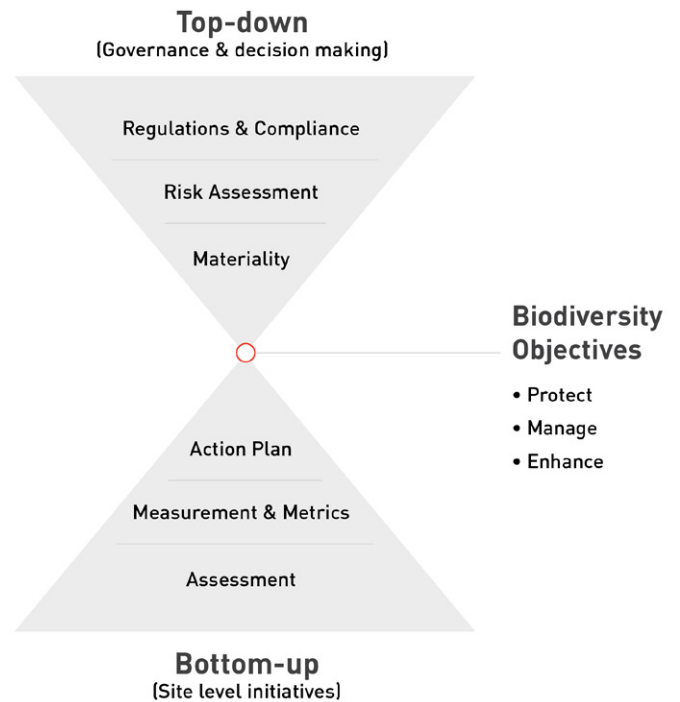 Top-down
(Governance & decision making)
Regulations & Compliance
Risk Assessment
Materiality
Biodiversity
Objectives
• Protect
• Manage
• Enhance
Action Plan
Measurement & Metrics
Assessment
Bottom-up
(Site level initiatives)